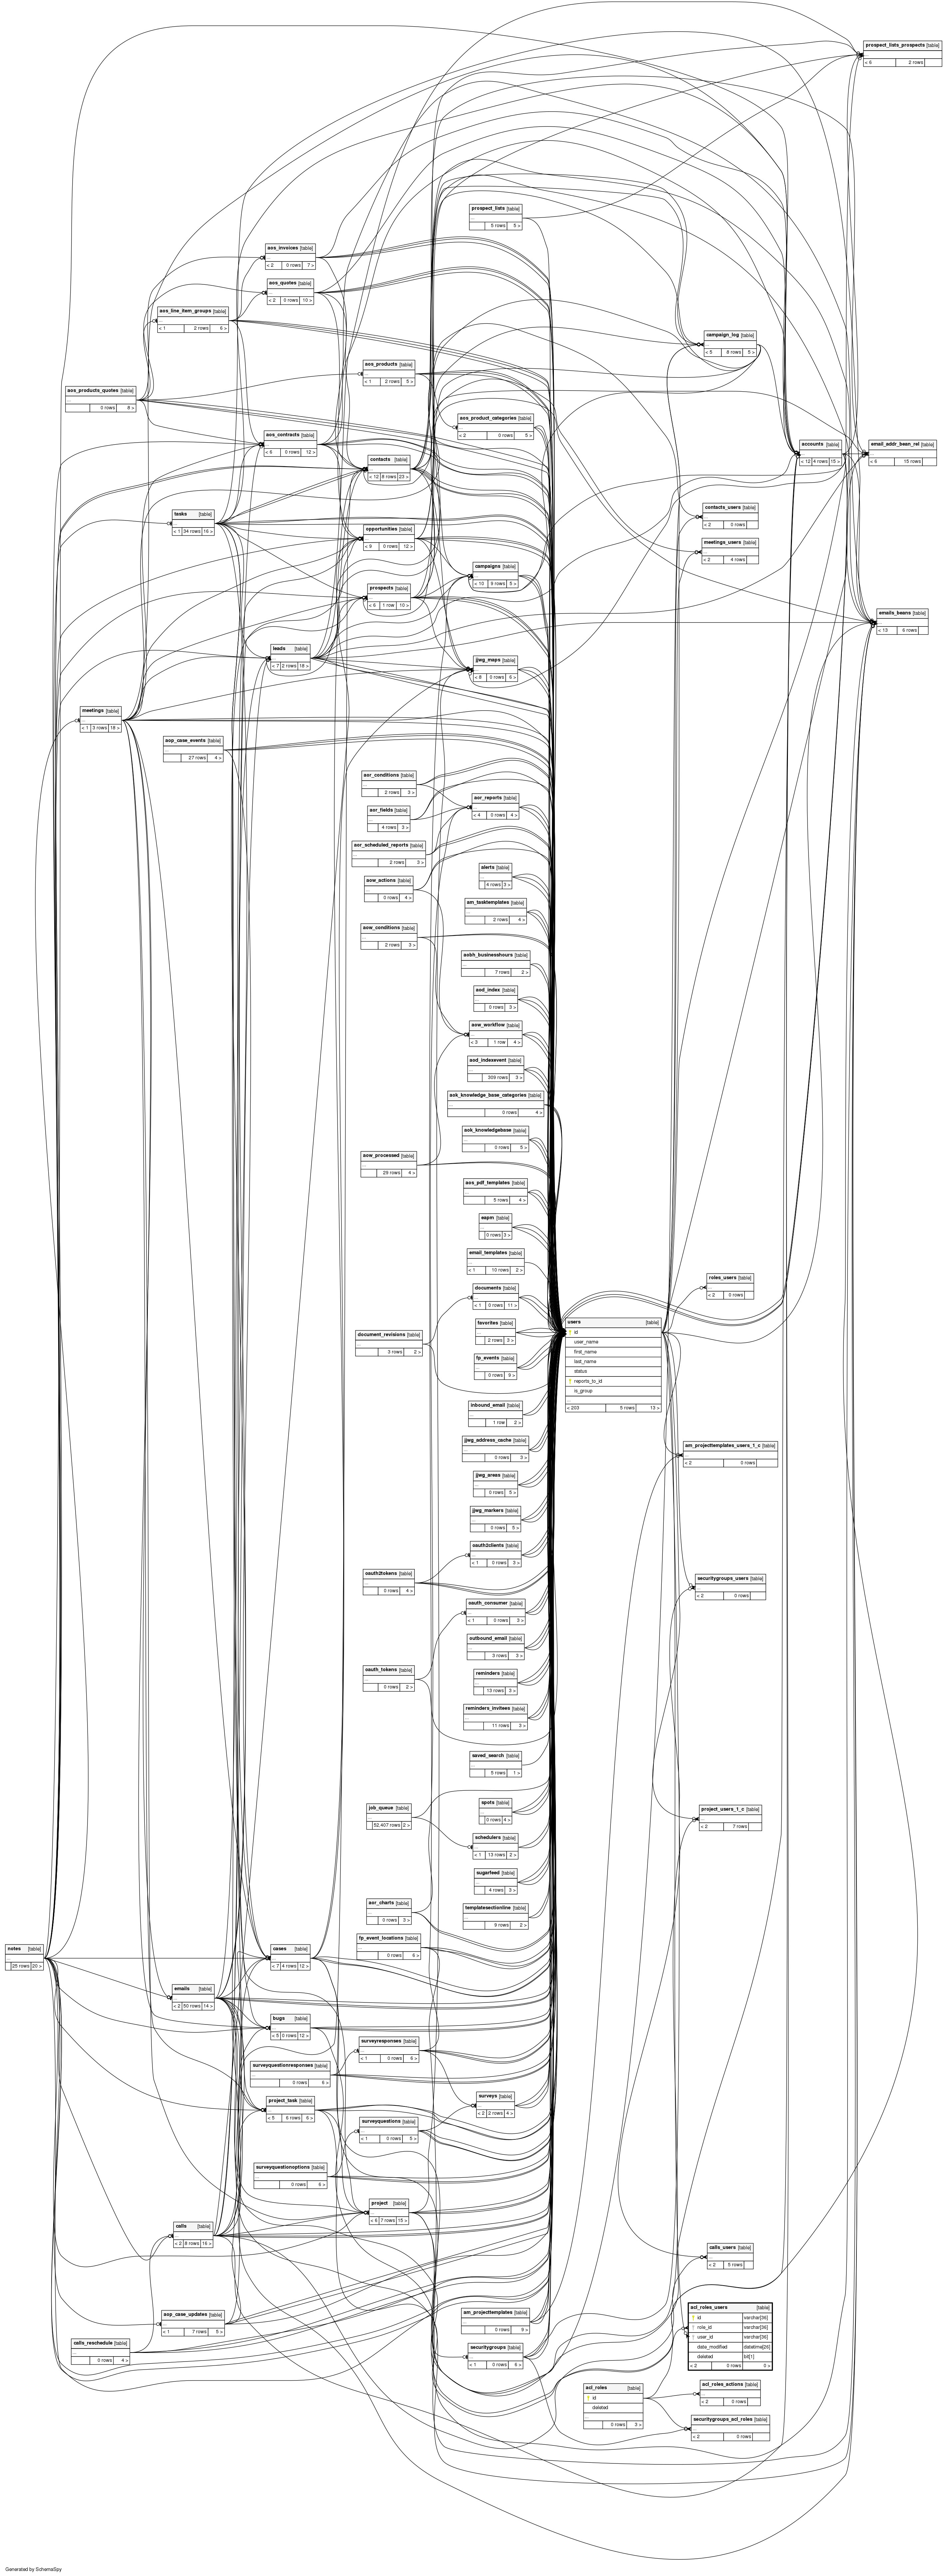 prospect_lists_prospects [table]
...
< 6 2 rows
prospect_lists [table]
...
5 rows 5 >
aos_invoices [table]
...
< 2 0 rows 7 >
aos_quotes [table]
...
< 2 0 rows 10 >
aos_line_item_groups [table]
...
< 1 2 rows 6 >
campaign_log [table]
...
< 5 8 rows 5 >
aos_products [table]
...
< 1 2 rows 5 >
aos_products_quotes [table]
...
0 rows 8 >
aos_product_categories [table]
...
< 2 0 rows 5 >
aos_contracts [table]
...
< 6 0 rows 12 >
accounts [table]
...
< 12 4 rows 15 >
email_addr_bean_rel [table]
...
< 6 15 rows
contacts [table]
...
< 12 8 rows 23 >
contacts_users [table]
...
< 2 0 rows
tasks [table]
...
< 1 34 rows 16 >
opportunities [table]
...
< 9 0 rows 12 >
meetings_users [table]
...
< 2 4 rows
campaigns [table]
...
< 10 9 rows 5 >
prospects [table]
...
< 6 1 row 10 >
emails_beans [table]
...
< 13 6 rows
leads [table]
...
< 7 2 rows 18 >
jjwg_maps [table]
...
< 8 0 rows 6 >
meetings [table]
...
< 1 3 rows 18 >
aop_case_events [table]
...
27 rows 4 >
aor_conditions [table]
...
2 rows 3 >
aor_reports [table]
...
< 4 0 rows 4 >
aor_fields [table]
...
4 rows 3 >
aor_scheduled_reports [table]
...
2 rows 3 >
alerts [table]
...
4 rows 3 >
aow_actions [table]
...
0 rows 4 >
am_tasktemplates [table]
...
2 rows 4 >
aow_conditions [table]
...
2 rows 3 >
aobh_businesshours [table]
...
7 rows 2 >
aod_index [table]
...
0 rows 3 >
aow_workflow [table]
...
< 3 1 row 4 >
aod_indexevent [table]
...
309 rows 3 >
aok_knowledge_base_categories [table]
...
0 rows 4 >
aok_knowledgebase [table]
...
0 rows 5 >
aow_processed [table]
...
29 rows 4 >
aos_pdf_templates [table]
...
5 rows 4 >
eapm [table]
...
0 rows 3 >
email_templates [table]
...
< 1 10 rows 2 >
documents [table]
...
< 1 0 rows 11 >
roles_users [table]
...
< 2 0 rows
favorites [table]
...
2 rows 3 >
document_revisions [table]
...
3 rows 2 >
users [table]
id
user_name
first_name
last_name
status
reports_to_id
is_group
...
< 203 5 rows 13 >
fp_events [table]
...
0 rows 9 >
inbound_email [table]
...
1 row 2 >
jjwg_address_cache [table]
...
0 rows 3 >
am_projecttemplates_users_1_c [table]
...
< 2 0 rows
jjwg_areas [table]
...
0 rows 5 >
jjwg_markers [table]
...
0 rows 5 >
oauth2clients [table]
...
< 1 0 rows 3 >
oauth2tokens [table]
...
0 rows 4 >
securitygroups_users [table]
...
< 2 0 rows
oauth_consumer [table]
...
< 1 0 rows 3 >
outbound_email [table]
...
3 rows 3 >
oauth_tokens [table]
...
0 rows 2 >
reminders [table]
...
13 rows 3 >
reminders_invitees [table]
...
11 rows 3 >
saved_search [table]
...
5 rows 1 >
job_queue [table]
...
52,407 rows 2 >
spots [table]
...
0 rows 4 >
project_users_1_c [table]
...
< 2 7 rows
schedulers [table]
...
< 1 13 rows 2 >
sugarfeed [table]
...
4 rows 3 >
aor_charts [table]
...
0 rows 3 >
templatesectionline [table]
...
9 rows 2 >
fp_event_locations [table]
...
0 rows 6 >
notes [table]
...
25 rows 20 >
cases [table]
...
< 7 4 rows 12 >
emails [table]
...
< 2 50 rows 14 >
bugs [table]
...
< 5 0 rows 12 >
surveyresponses [table]
...
< 1 0 rows 6 >
surveyquestionresponses [table]
...
0 rows 6 >
surveys [table]
...
< 2 2 rows 4 >
project_task [table]
...
< 5 6 rows 6 >
surveyquestions [table]
...
< 1 0 rows 5 >
surveyquestionoptions [table]
...
0 rows 6 >
project [table]
...
< 6 7 rows 15 >
calls [table]
...
< 2 8 rows 16 >
calls_users [table]
...
< 2 5 rows
aop_case_updates [table]
...
< 1 7 rows 5 >
am_projecttemplates [table]
...
0 rows 9 >
acl_roles_users [table]
id varchar[36]
role_id varchar[36]
user_id varchar[36]
date_modified datetime[26]
deleted bit[1]
< 2 0 rows 0 >
calls_reschedule [table]
...
0 rows 4 >
securitygroups [table]
...
< 1 0 rows 6 >
acl_roles [table]
id
deleted
...
0 rows 3 >
acl_roles_actions [table]
...
< 2 0 rows
securitygroups_acl_roles [table]
...
< 2 0 rows
Generated by SchemaSpy